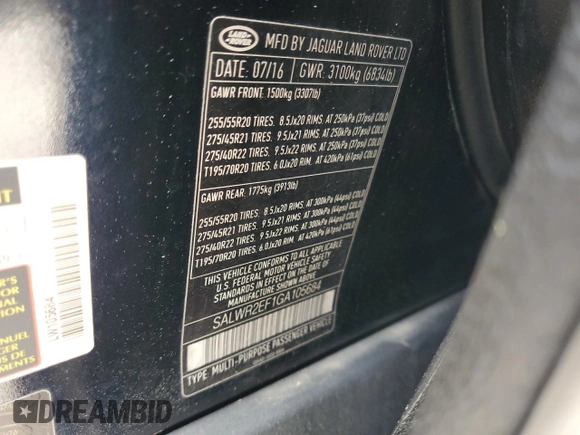 LAND
ROVER
MFD BY JAGUAR LAND ROVER LTD
DATE: 07/16 GWR: 3100kg (6834lb)
GAWR FRONT: 1500kg (3307lb)
255/55R20 TIRES. 8.5Jx20 RIMS. AT 250kPa (37psi) COLD
275/45R21 TIRES. 9.5Jx21 RIMS. AT 250kPa (37psi) COLD
275/40R22 TIRES. 9.5Jx22 RIMS. AT 250kPa (37psi) COLD
T195/70R20 TIRES. 6.0Jx20 RIM. AT 420kPa (61psi) COLD
GAWR REAR: 1775kg (3913lb)
255/55R20 TIRES. 8.5Jx20 RIMS. AT 300kPa (44psi) COLD
275/45R21 TIRES. 9.5Jx21 RIMS. AT 300kPa (44psi) COLD
275/40R22 TIRES. 9.5Jx22 RIMS. AT 300kPa (44psi) COLD
T195/70R20 TIRES. 6.0Jx20 RIM. AT 420kPa (61psi) COLD
THIS VEHICLE CONFORMS TO ALL APPLICABLE
U.S. FEDERAL MOTOR VEHICLE SAFETY
STANDARDS IN EFFECT ON THE DATE OF
MANUFACTURE SHOWN ABOVE.
SALWR2EF1GA105684
TYPE: MULTI-PURPOSE PASSENGER VEHICLE
DREAMBID